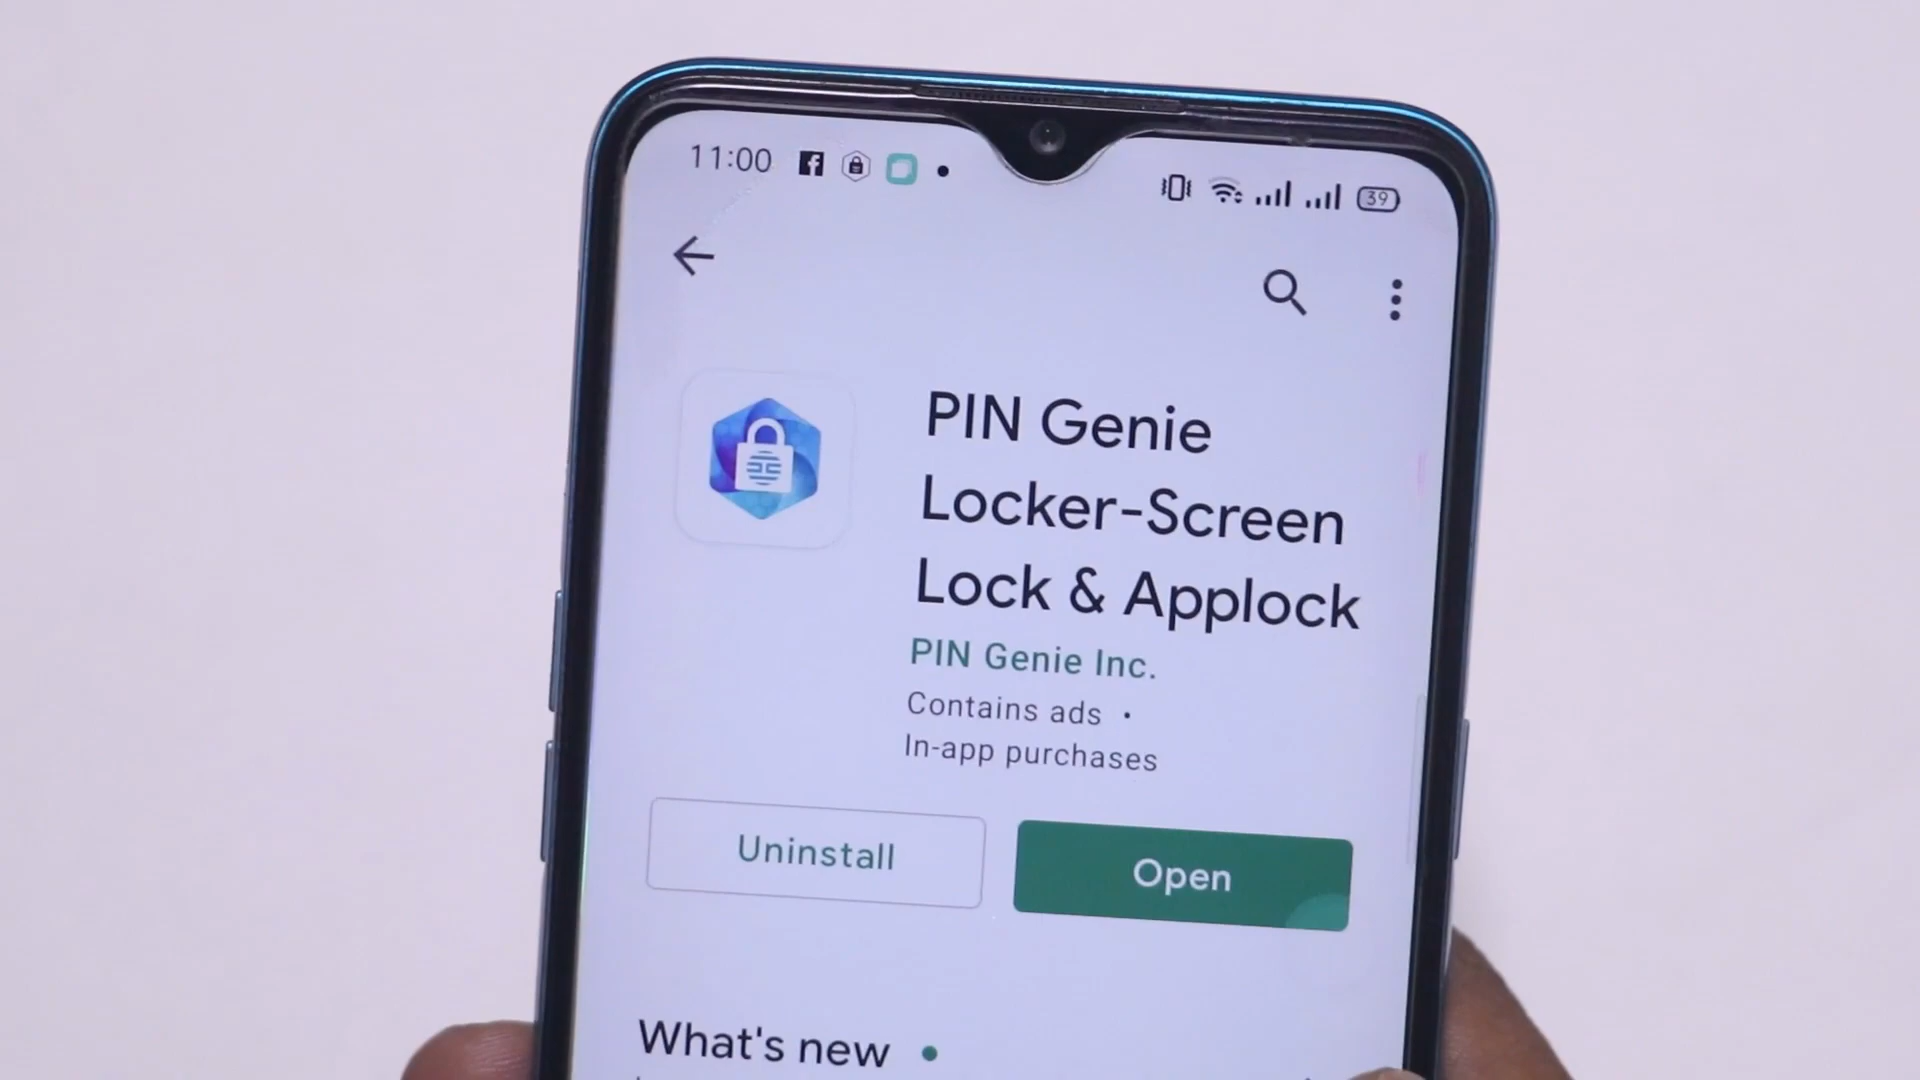 11:00
39
PIN Genie
Locker-Screen
Lock & Applock
PIN Genie Inc.
Contains ads •
In-app purchases
Uninstall
Open
What's new •